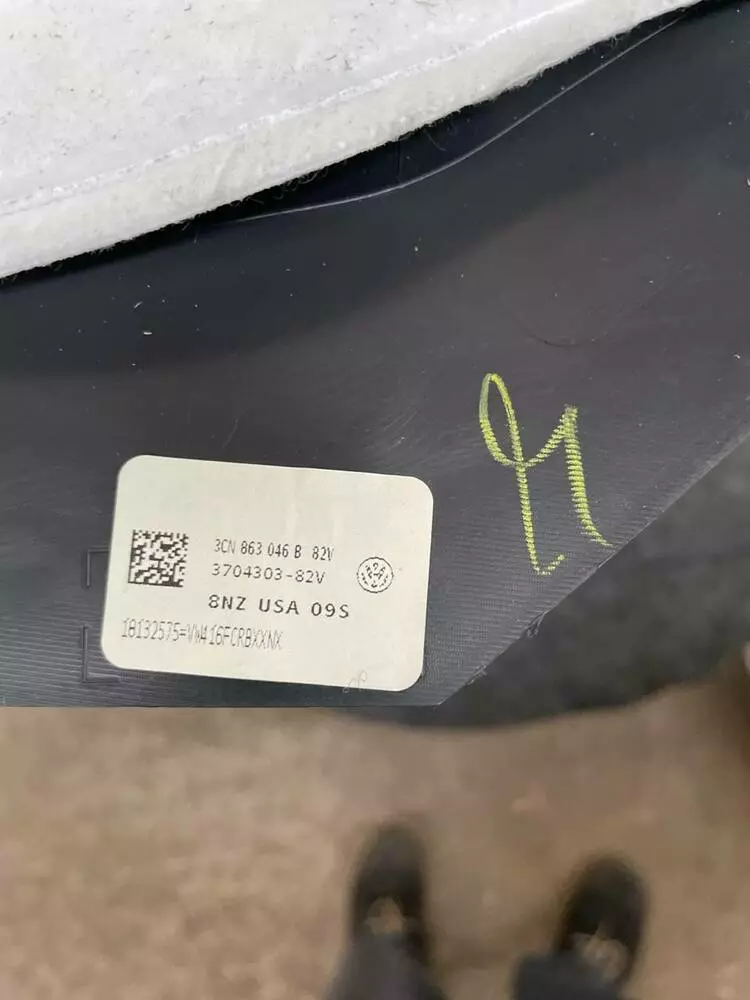 3CN 863 046 B 82V
3704303-82V
8NZ USA 09S
18132575=VW416FCRBXXNX